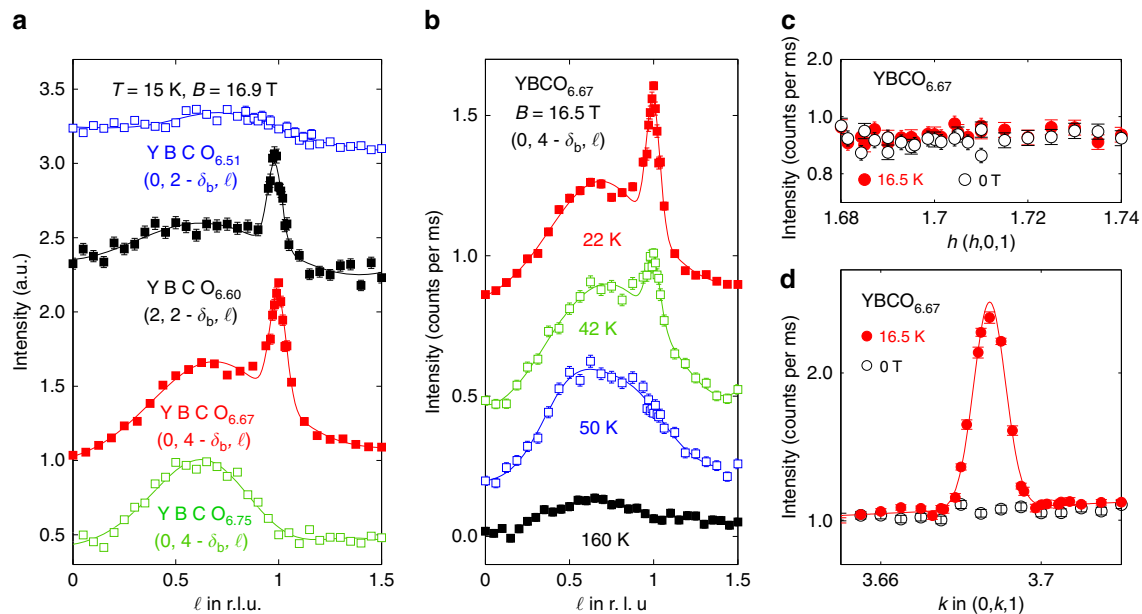 a
3.5
3.0
2.5
2.0
1.5
1.0
0.5
Intensity (a.u.)
T = 15 K, B = 16.9 T
Y B C O6.51
(0, 2 - δb, ℓ)
Y B C O6.60
(2, 2 - δb, ℓ)
Y B C O6.67
(0, 4 - δb, ℓ)
Y B C O6.75
(0, 4 - δb, ℓ)
0 0.5 1 1.5
ℓ in r.l.u.
b
1.5
1.0
0.5
0.0
Intensity (counts per ms)
YBCO6.67
B = 16.5 T
(0, 4 - δb, ℓ)
22 K
42 K
50 K
160 K
0 0.5 1 1.5
ℓ in r. l. u
c
1.0
1.0
0.8
2.0
Intensity (counts per ms)
YBCO6.67
16.5 K 0 T
1.68 1.70 1.72 1.74
h (h,0,1)
d
2.0
1.0
Intensity (counts per ms)
YBCO6.67
16.5 K
0 T
3.66 3.7
k in (0,k,1)